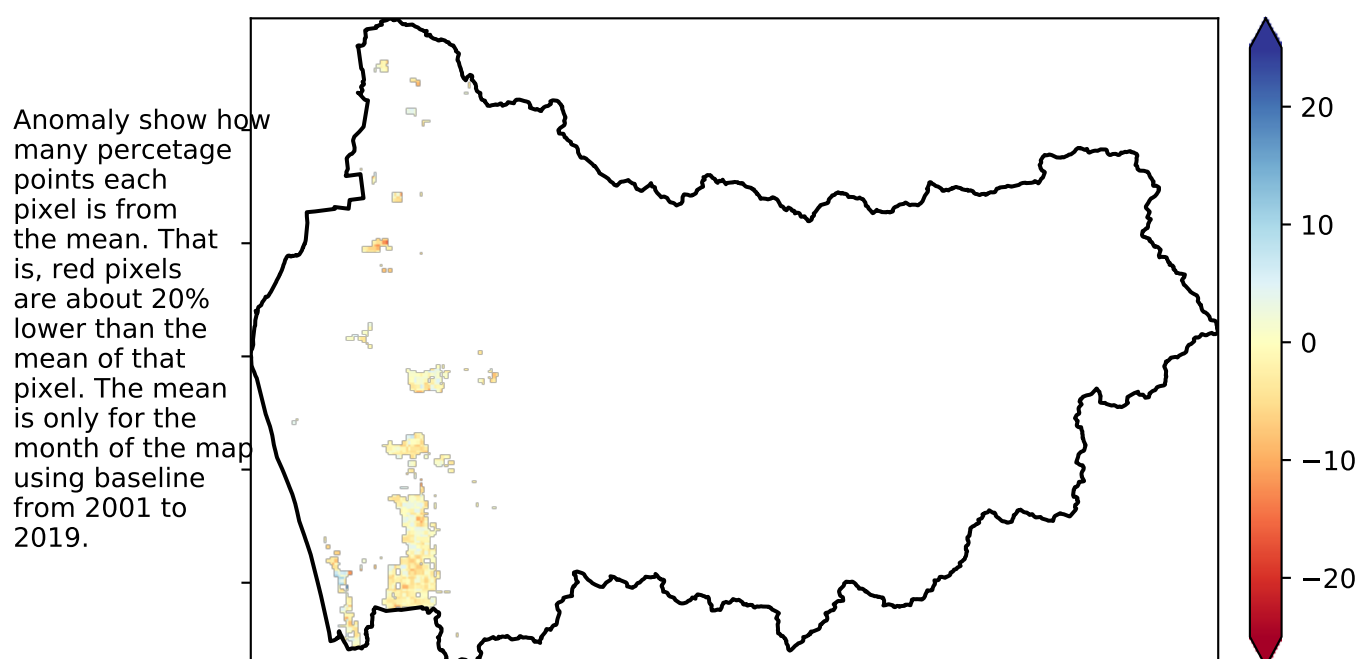 Anomaly show how
many percetage
points each
pixel is from
the mean. That
is, red pixels
are about 20%
lower than the
mean of that
pixel. The mean
is only for the
month of the map
using baseline
from 2001 to
2019.
20
10
0
−10
−20